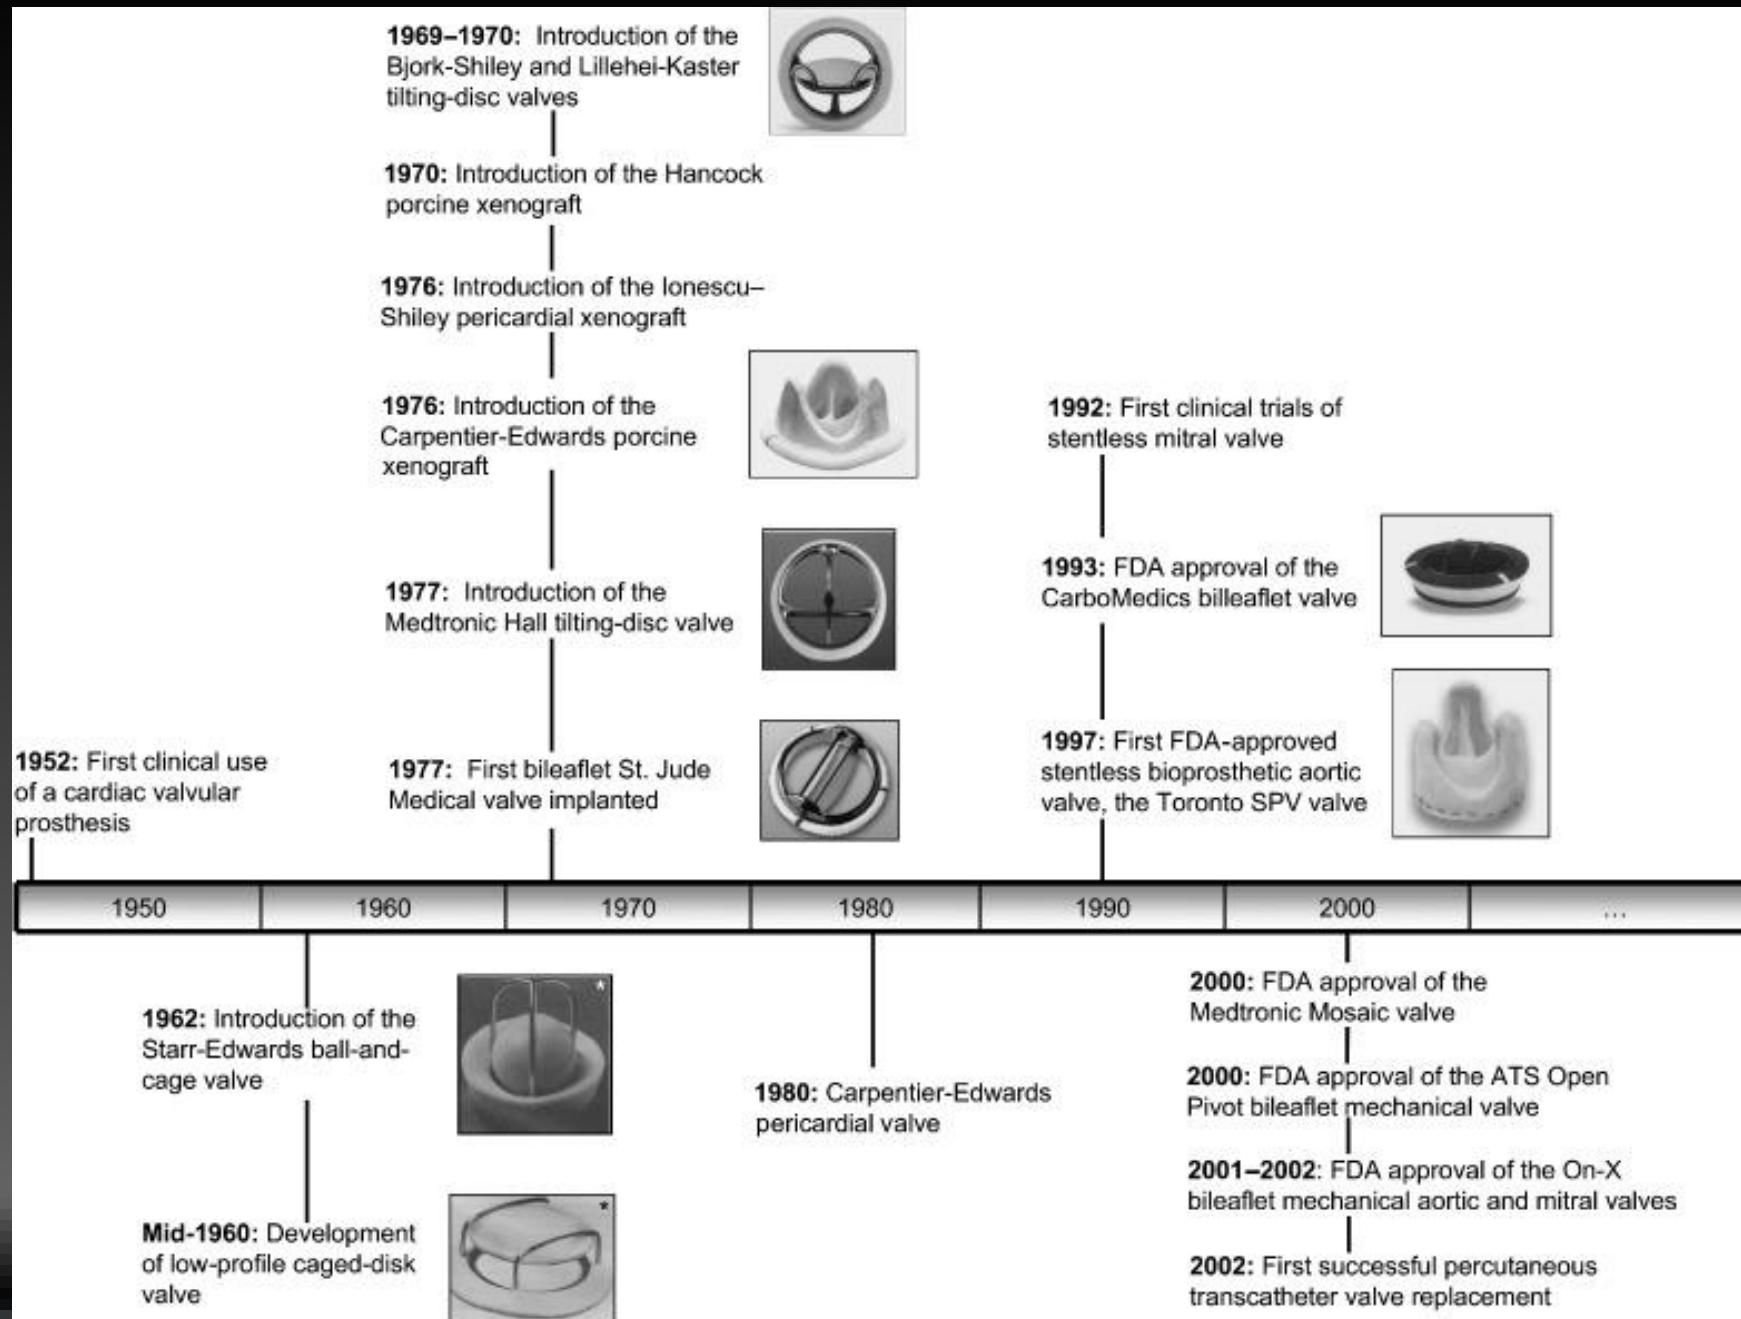 1969–1970: Introduction of the
Bjork-Shiley and Lillehei-Kaster
tilting-disc valves
1970: Introduction of the Hancock
porcine xenograft
1976: Introduction of the Ionescu–
Shiley pericardial xenograft
1976: Introduction of the
Carpentier-Edwards porcine
xenograft
1977: Introduction of the
Medtronic Hall tilting-disc valve
1977: First bileaflet St. Jude
Medical valve implanted
1952: First clinical use
of a cardiac valvular
prosthesis
1992: First clinical trials of
stentless mitral valve
1993: FDA approval of the
CarboMedics billeaflet valve
1997: First FDA-approved
stentless bioprosthetic aortic
valve, the Toronto SPV valve
1950 1960 1970 1980 1990 2000 ...
1962: Introduction of the
Starr-Edwards ball-and-
cage valve
*
Mid-1960: Development
of low-profile caged-disk
valve
*
1980: Carpentier-Edwards
pericardial valve
2000: FDA approval of the
Medtronic Mosaic valve
2000: FDA approval of the ATS Open
Pivot bileaflet mechanical valve
2001–2002: FDA approval of the On-X
bileaflet mechanical aortic and mitral valves
2002: First successful percutaneous
transcatheter valve replacement